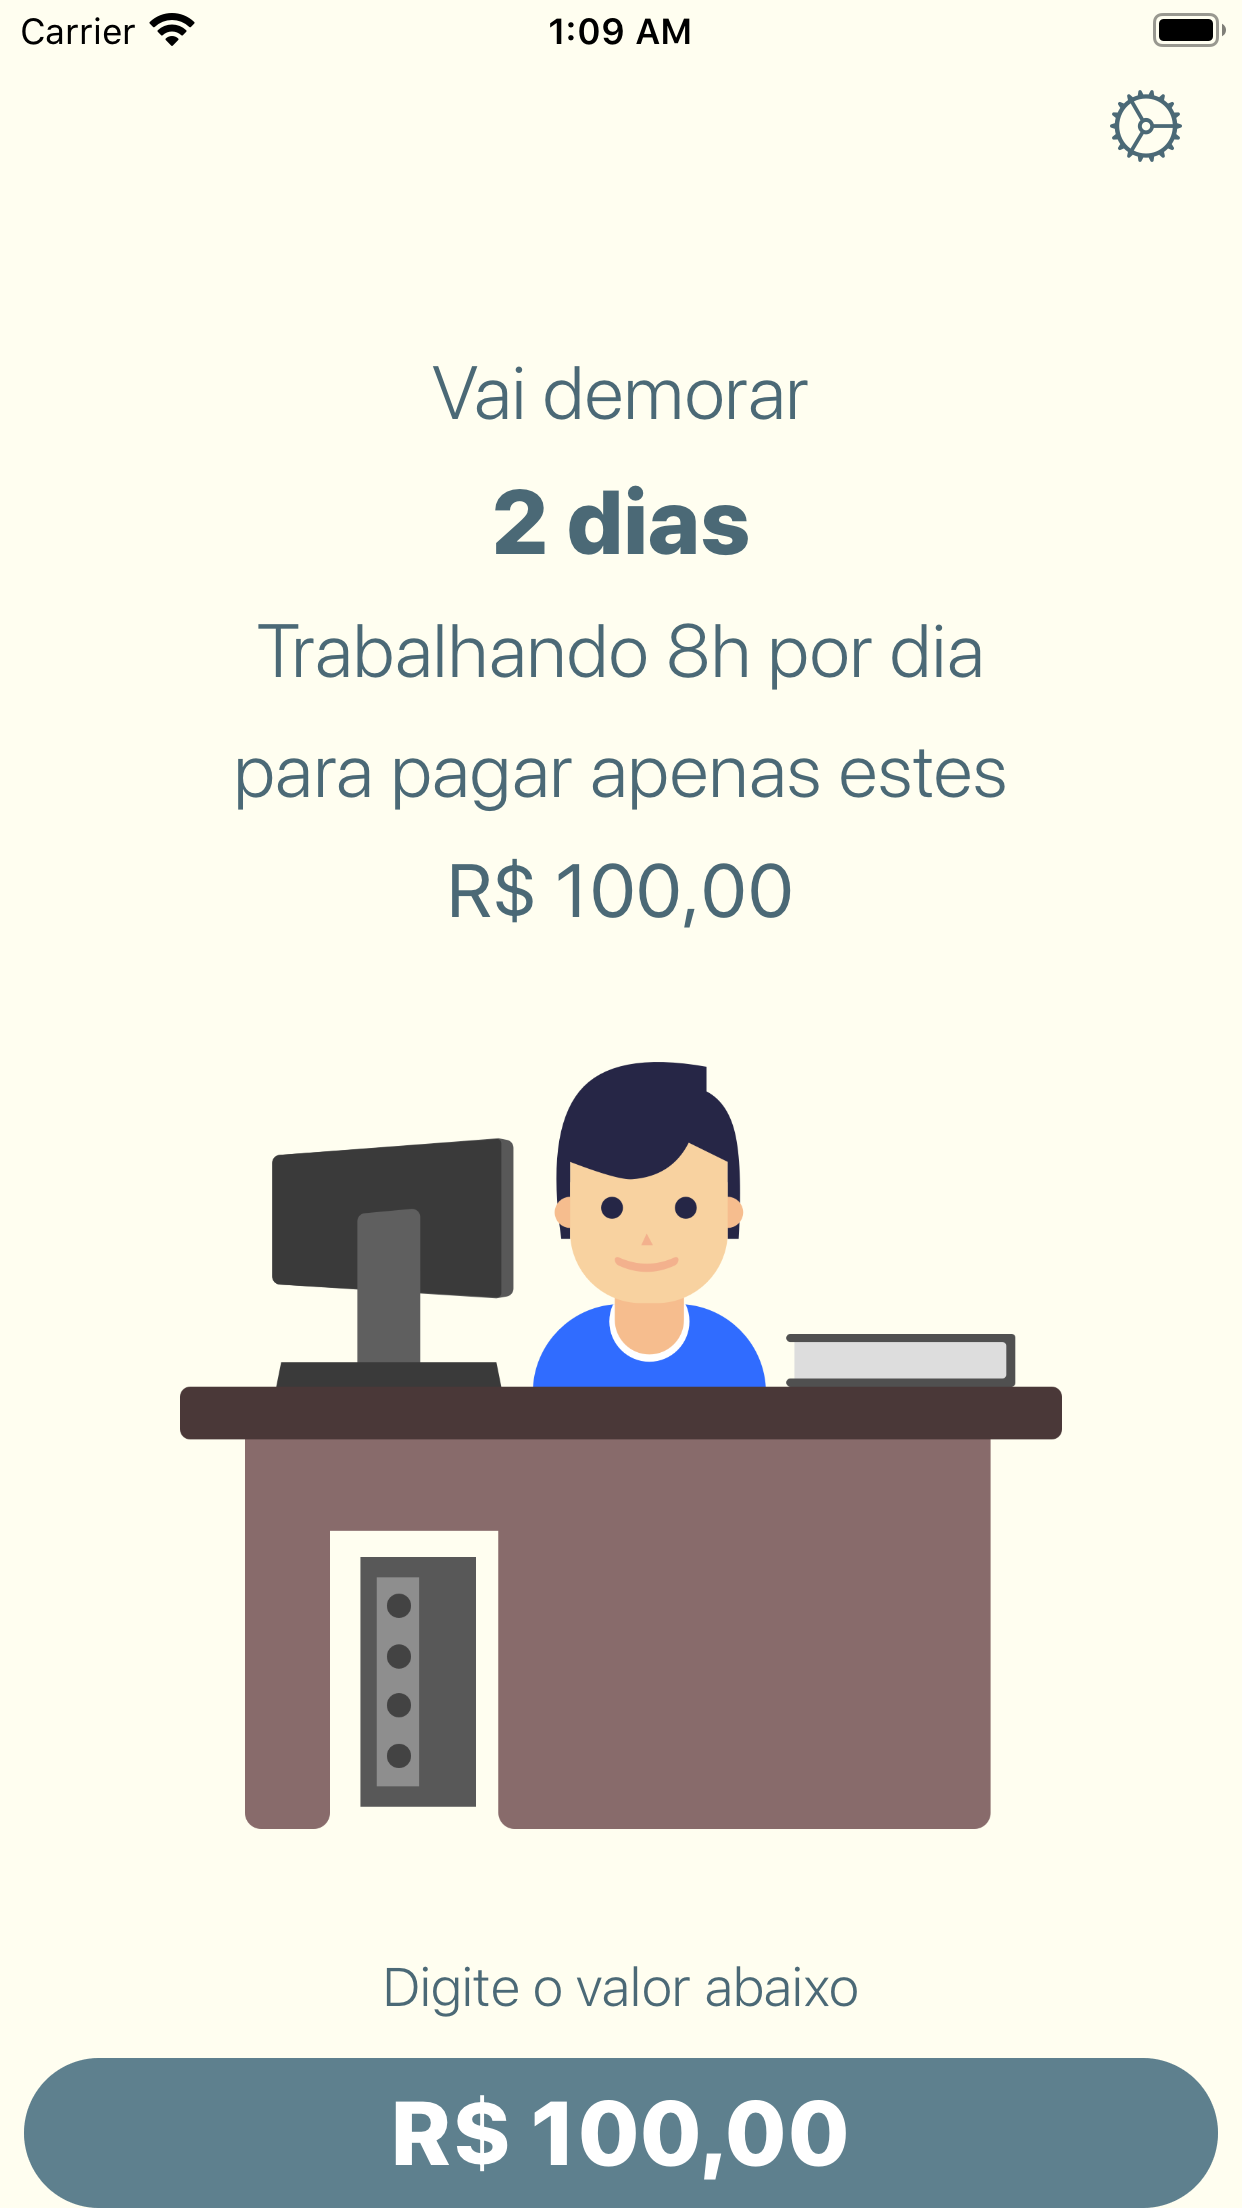 Carrier 1:09 AM
Vai demorar
2 dias
Trabalhando 8h por dia
para pagar apenas estes
R$ 100,00
Digite o valor abaixo
R$ 100,00